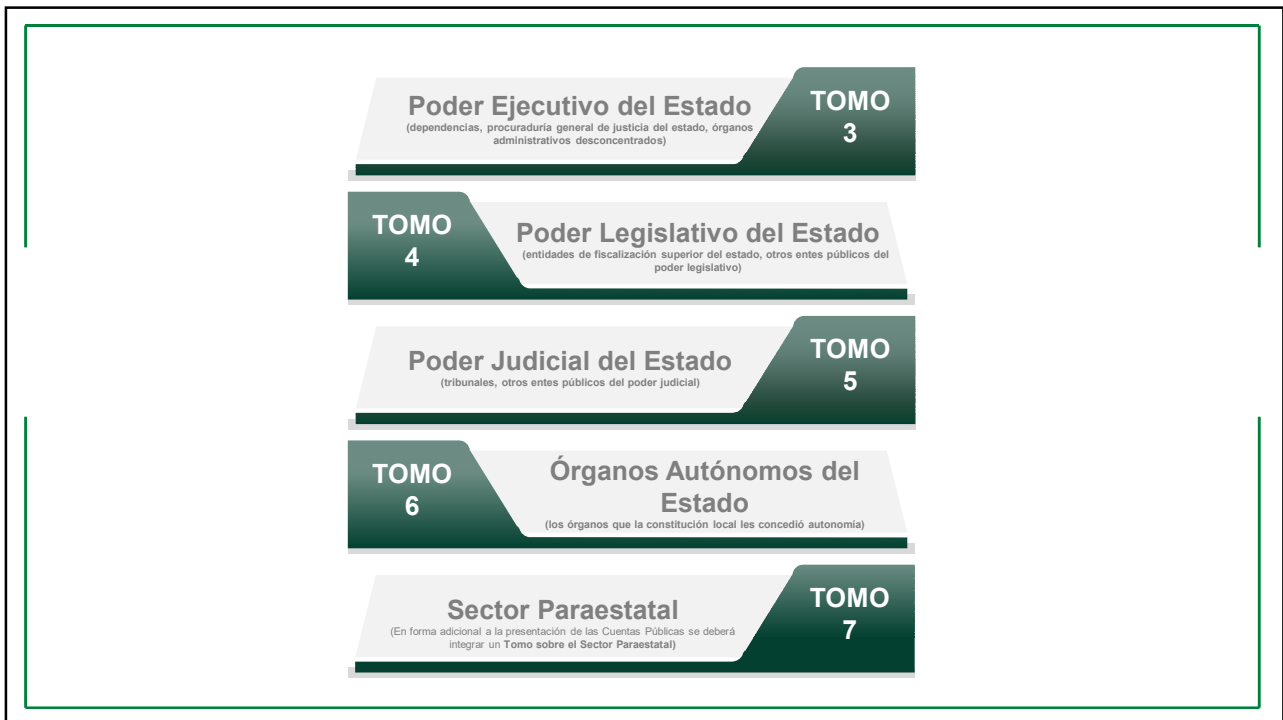 Poder Ejecutivo del Estado
(dependencias, procuraduría general de justicia del estado, órganos
administrativos desconcentrados)
TOMO
3
TOMO
4
Poder Legislativo del Estado
(entidades de fiscalización superior del estado, otros entes públicos del
poder legislativo)
Poder Judicial del Estado
(tribunales, otros entes públicos del poder judicial)
TOMO
5
TOMO
6
Órganos Autónomos del
Estado
(los órganos que la constitución local les concedió autonomía)
Sector Paraestatal
(En forma adicional a la presentación de las Cuentas Públicas se deberá
integrar un Tomo sobre el Sector Paraestatal)
TOMO
7